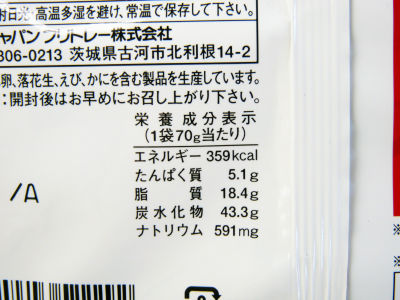 射日光、高温多湿を避け、常温で保存して下さい。
ャパンフリトレー株式会社
306-0213 茨城県古河市北利根14-2
卵、落花生、えび、かにを含む製品を生産しています。
:開封後はお早めにお召し上がり下さい。
栄養成分表示
(1袋70g当たり)
エネルギー 359kcal
たんぱく質 5.1g
脂 質 18.4g
炭水化物 43.3g
ナトリウム 591mg
/A
※
※